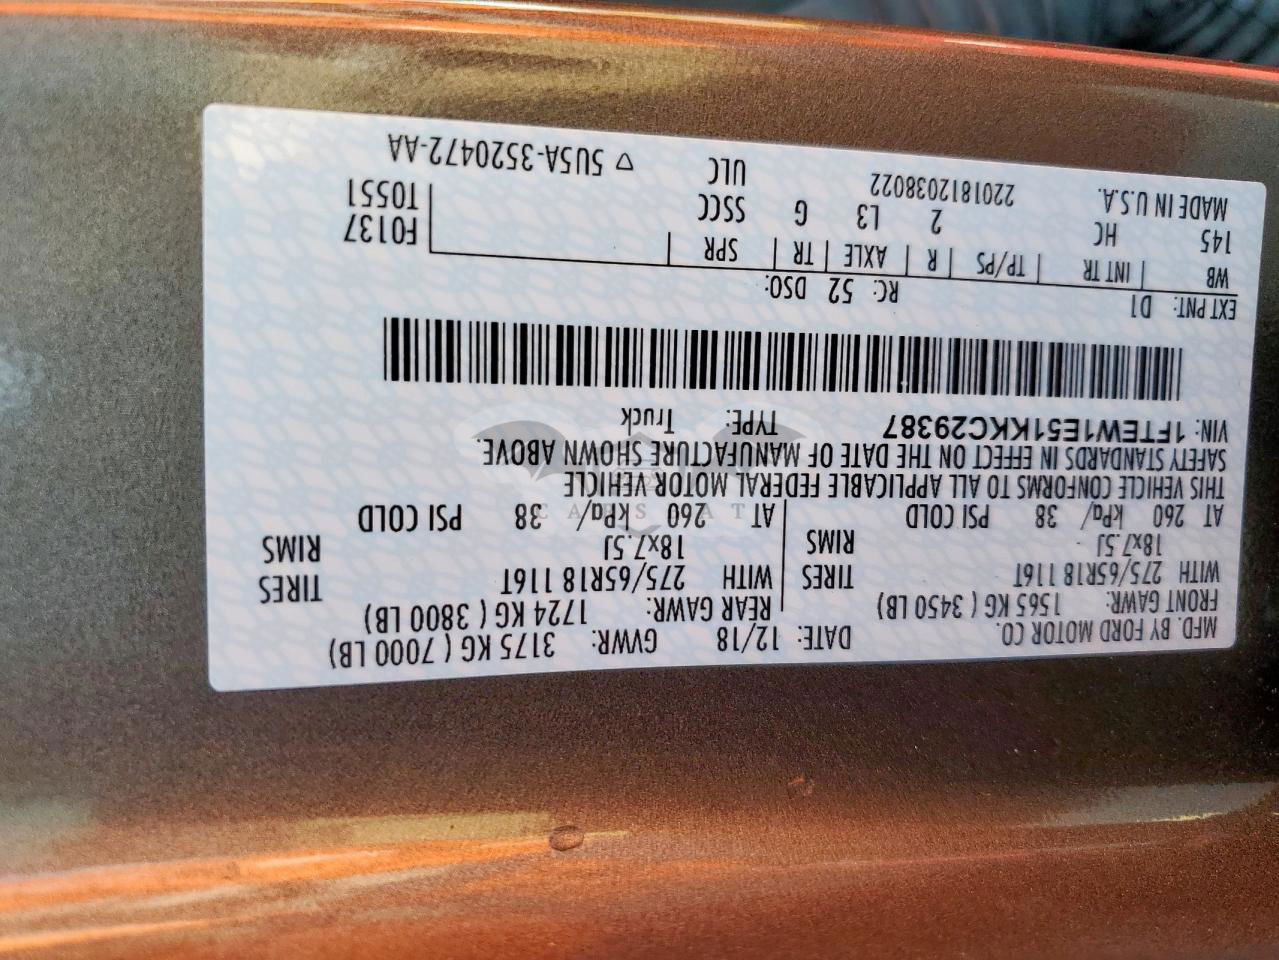 MFD. BY FORD MOTOR CO.
DATE: 12/18 GVWR: 3175 KG ( 7000 LB)
FRONT GAWR: 1565 KG ( 3450 LB) REAR GAWR: 1724 KG ( 3800 LB)
WITH 275/65R18 116T TIRES WITH 275/65R18 116T TIRES
18x7.5J RIMS 18x7.5J RIMS
AT 260 kPa/ 38 PSI COLD AT 260 kPa/ 38 PSI COLD
THIS VEHICLE CONFORMS TO ALL APPLICABLE FEDERAL MOTOR VEHICLE
SAFETY STANDARDS IN EFFECT ON THE DATE OF MANUFACTURE SHOWN ABOVE.
VIN: 1FTEW1E51KKC29387 TYPE: Truck
EXT PNT: D1 RC: 52 DSO:
WB INT TR TP/PS R AXLE TR SPR F0137
145 HC 2 L3 G SSCC T0551
MADE IN U.S.A. 220181203802​2 ULC ▽ 5U5A-3520472-AA
CARS